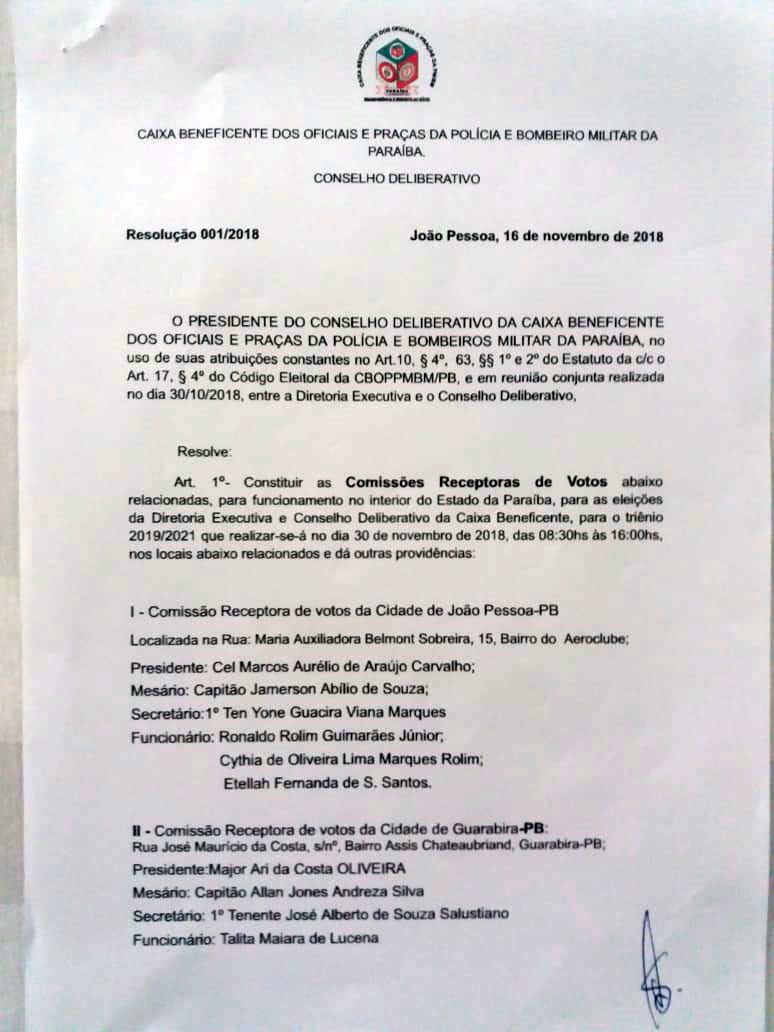 CAIXA BENEFICENTE DOS OFICIAIS E PRAÇAS DA
PARAÍBA
CAIXA BENEFICENTE DOS OFICIAIS E PRAÇAS DA POLÍCIA E BOMBEIRO MILITAR DA
PARAÍBA.
CONSELHO DELIBERATIVO
Resolução 001/2018 João Pessoa, 16 de novembro de 2018
O PRESIDENTE DO CONSELHO DELIBERATIVO DA CAIXA BENEFICENTE
DOS OFICIAIS E PRAÇAS DA POLÍCIA E BOMBEIROS MILITAR DA PARAÍBA, no
uso de suas atribuições constantes no Art.10, § 4º, 63, §§ 1º e 2º do Estatuto da c/c o
Art. 17, § 4º do Código Eleitoral da CBOPPMBM/PB, e em reunião conjunta realizada
no dia 30/10/2018, entre a Diretoria Executiva e o Conselho Deliberativo,
Resolve:
Art. 1º- Constituir as Comissões Receptoras de Votos abaixo
relacionadas, para funcionamento no interior do Estado da Paraíba, para as eleições
da Diretoria Executiva e Conselho Deliberativo da Caixa Beneficente, para o triênio
2019/2021 que realizar-se-á no dia 30 de novembro de 2018, das 08:30hs às 16:00hs,
nos locais abaixo relacionados e dá outras providências:
I - Comissão Receptora de votos da Cidade de João Pessoa-PB
Localizada na Rua: Maria Auxiliadora Belmont Sobreira, 15, Bairro do Aeroclube;
Presidente: Cel Marcos Aurélio de Araújo Carvalho;
Mesário: Capitão Jamerson Abílio de Souza;
Secretário:1º Ten Yone Guacira Viana Marques
Funcionário: Ronaldo Rolim Guimarães Júnior;
Cythia de Oliveira Lima Marques Rolim;
Etellah Fernanda de S. Santos.
II - Comissão Receptora de votos da Cidade de Guarabira-PB:
Rua José Maurício da Costa, s/nº, Bairro Assis Chateaubriand, Guarabira-PB;
Presidente:Major Ari da Costa OLIVEIRA
Mesário: Capitão Allan Jones Andreza Silva
Secretário: 1º Tenente José Alberto de Souza Salustiano
Funcionário: Talita Maiara de Lucena